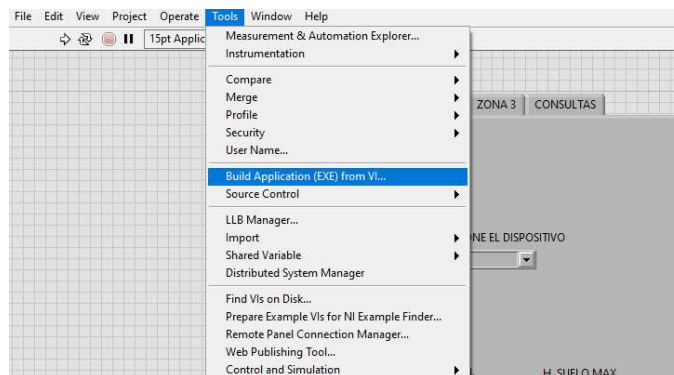 File Edit View Project Operate Tools Window Help
15pt Applic
Measurement & Automation Explorer...
Instrumentation
Compare
Merge
Profile
Security
User Name...
Build Application (EXE) from VI...
Source Control
LLB Manager...
Import
Shared Variable
Distributed System Manager
Find VIs on Disk...
Prepare Example VIs for NI Example Finder...
Remote Panel Connection Manager...
Web Publishing Tool...
Control and Simulation
ZONA 3 CONSULTAS
NE EL DISPOSITIVO
H. SUELO MAX